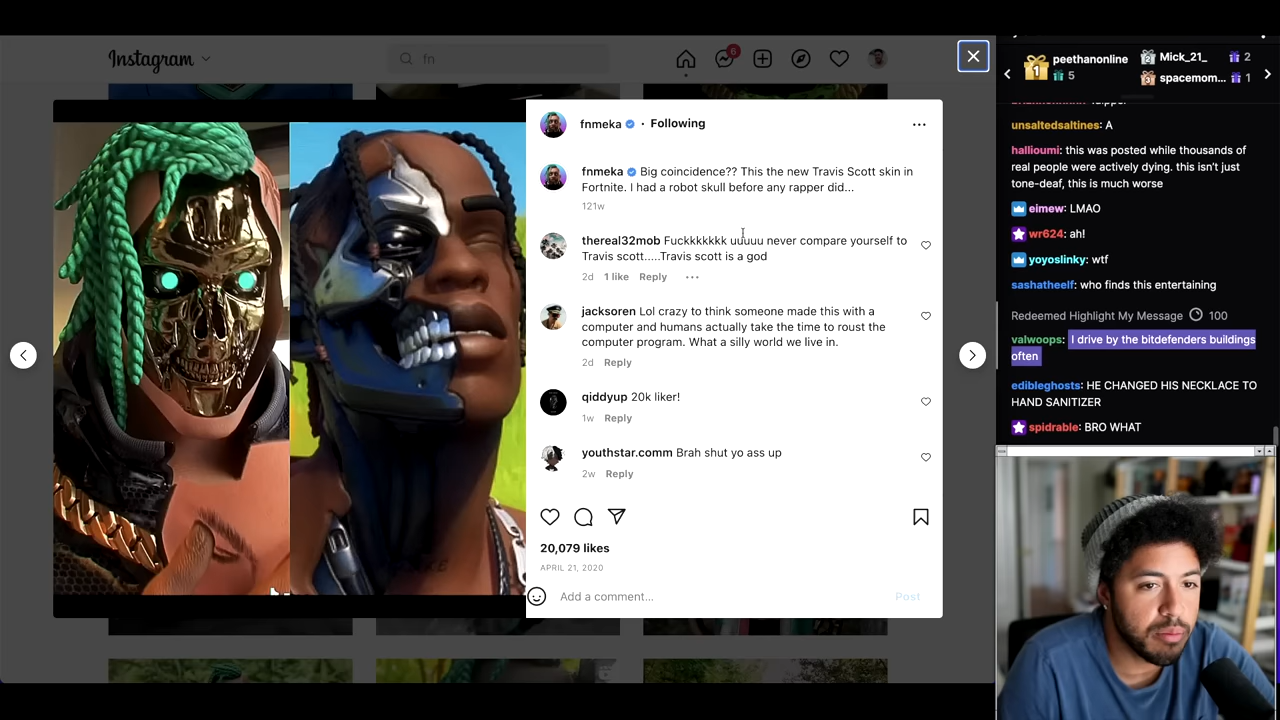 Instagram
fn
6
fnmeka • Following
fnmeka Big coincidence?? This the new Travis Scott skin in
Fortnite. I had a robot skull before any rapper did...
121w
thereal32mob Fuckkkkkkk uuuuu never compare yourself to
Travis scott.....Travis scott is a god
2d 1 like Reply
jacksoren Lol crazy to think someone made this with a
computer and humans actually take the time to roust the
computer program. What a silly world we live in.
2d Reply
qiddyup 20k liker!
1w Reply
youthstar.comm Brah shut yo ass up
2w Reply
20,079 likes
APRIL 21, 2020
Add a comment...
Post
1
peethanonline
5
Mick_21_ 2
spacemom... 1
unsaltedsaltines: A
hallioumi: this was posted while thousands of
real people were actively dying. this isn't just
tone-deaf, this is much worse
eimew: LMAO
wr624: ah!
yoyoslinky: wtf
sashatheelf: who finds this entertaining
Redeemed Highlight My Message 100
valwoops: I drive by the bitdefenders buildings
often
edibleghosts: HE CHANGED HIS NECKLACE TO
HAND SANITIZER
spidrable: BRO WHAT